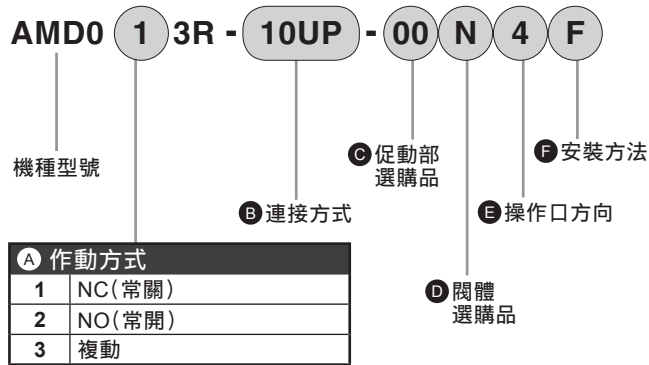 AMD0 1 3R - 10UP - 00 N 4 F
機種型號
C 促動部
選購品
F 安裝方法
B 連接方式
E 操作口方向
A 作動方式
1 NC(常關)
2 NO(常開)
3 複動
D 閥體
選購品